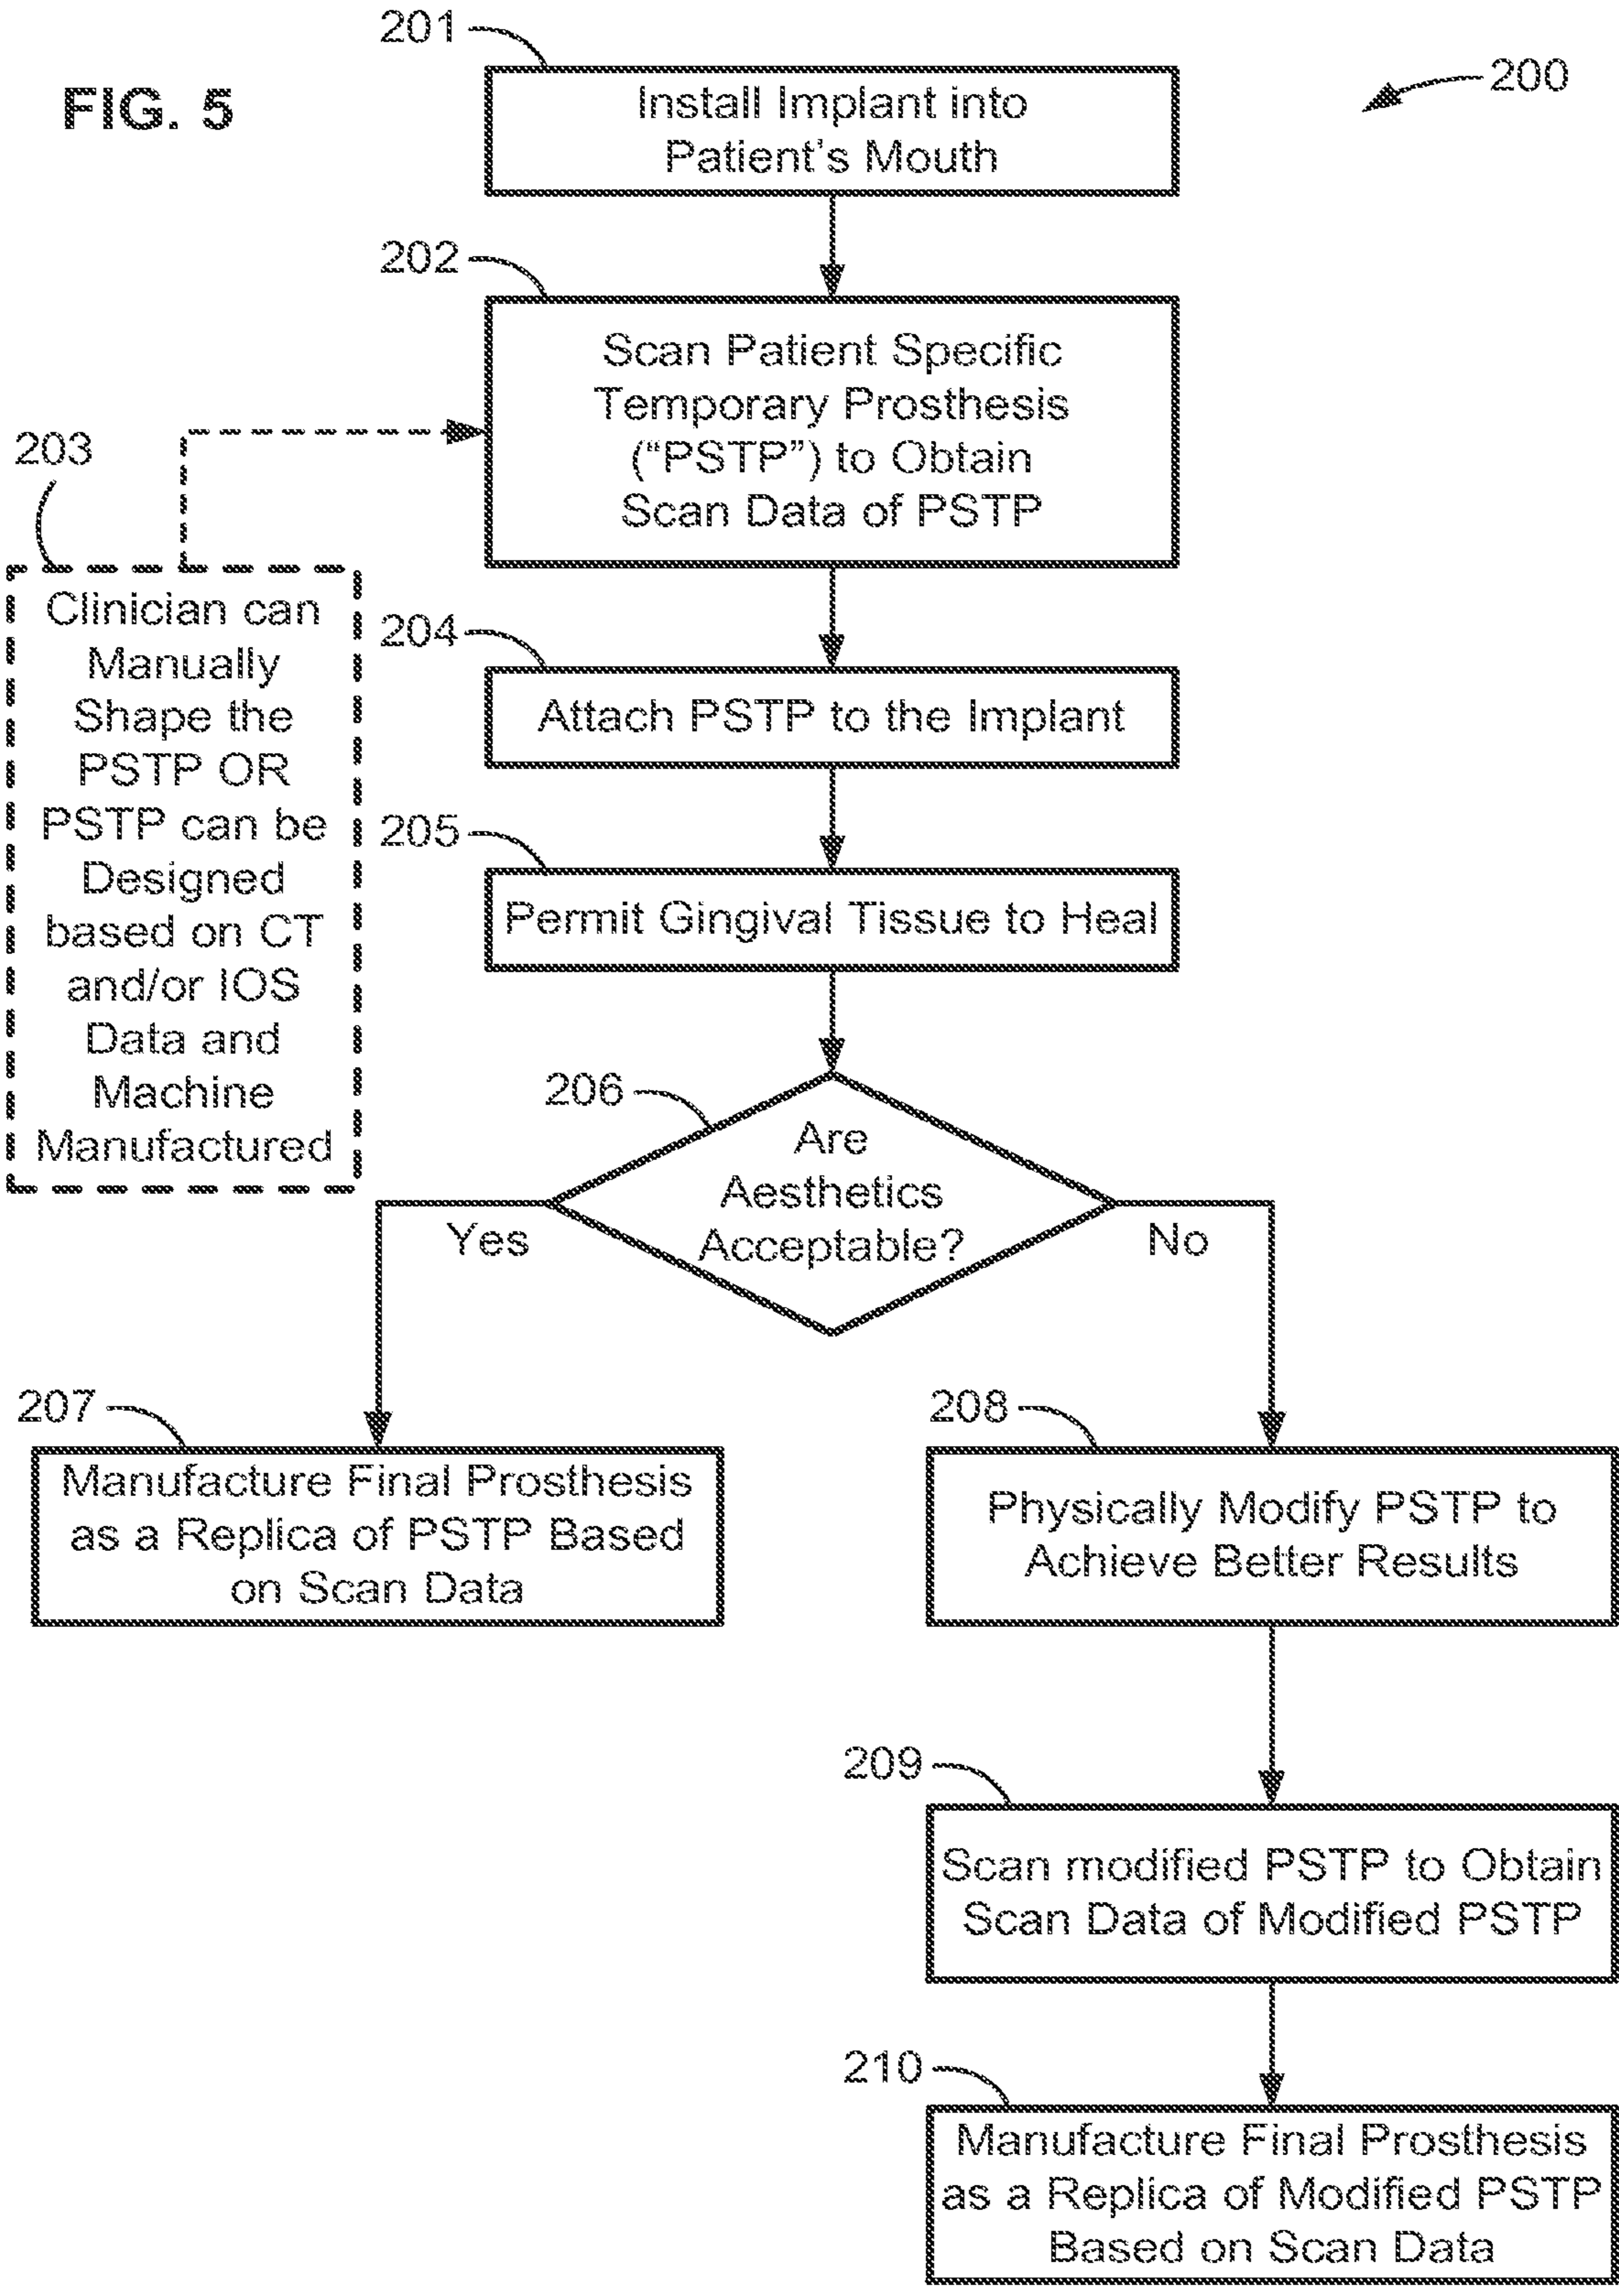 FIG. 5
200
201
Install Implant into
Patient's Mouth
202
Scan Patient Specific
Temporary Prosthesis
(“PSTP”) to Obtain
Scan Data of PSTP
203
Clinician can
Manually
Shape the
PSTP OR
PSTP can be
Designed
based on CT
and/or IOS
Data and
Machine
Manufactured
204
Attach PSTP to the Implant
205
Permit Gingival Tissue to Heal
206
Are
Aesthetics
Acceptable?
Yes
No
207
Manufacture Final Prosthesis
as a Replica of PSTP Based
on Scan Data
208
Physically Modify PSTP to
Achieve Better Results
209
Scan modified PSTP to Obtain
Scan Data of Modified PSTP
210
Manufacture Final Prosthesis
as a Replica of Modified PSTP
Based on Scan Data